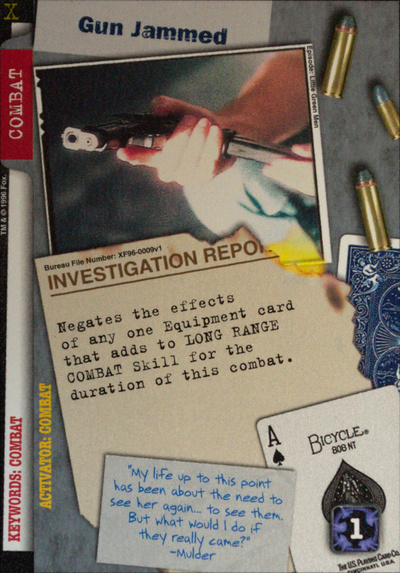 X
Gun Jammed
COMBAT
Episode: Little Green Men
TM & © 1996 Fox.
Bureau File Number: XF96-0009v1
INVESTIGATION REPO
Negates the effects
of any one Equipment card
that adds to LONG RANGE
COMBAT Skill for the
duration of this combat.
KEYWORDS: COMBAT
ACTIVATOR: COMBAT
A
BICYCLE®
808 NT
1
THE U.S. PLAYING CARD CO.
CINCINNATI, U.S.A.
"My life up to this point
has been about the need to
see her again... to see them.
But what would I do if
they really came?"
~Mulder